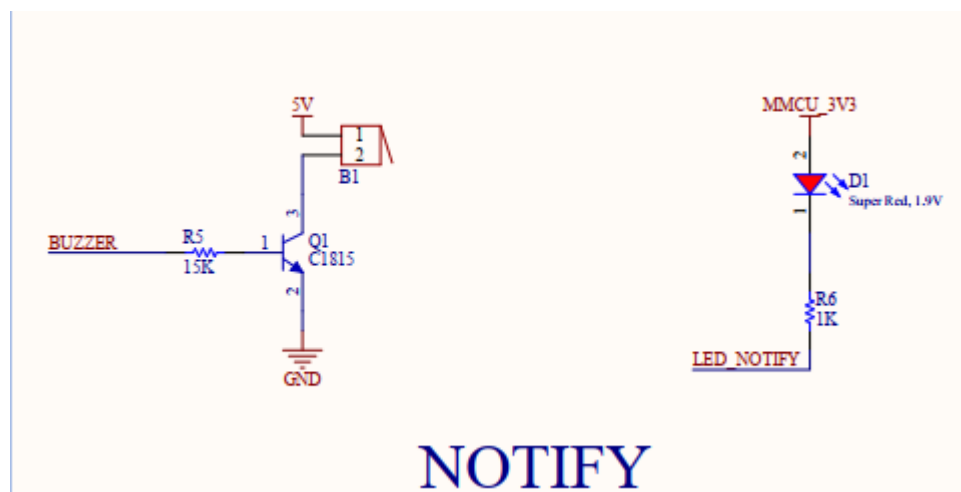 5V
1
2
B1
3
BUZZER
R5
15K
1
Q1
C1815
2
GND
MMCU_3V3
2
D1
Super Red, 1.9V
1
R6
1K
LED_NOTIFY
NOTIFY